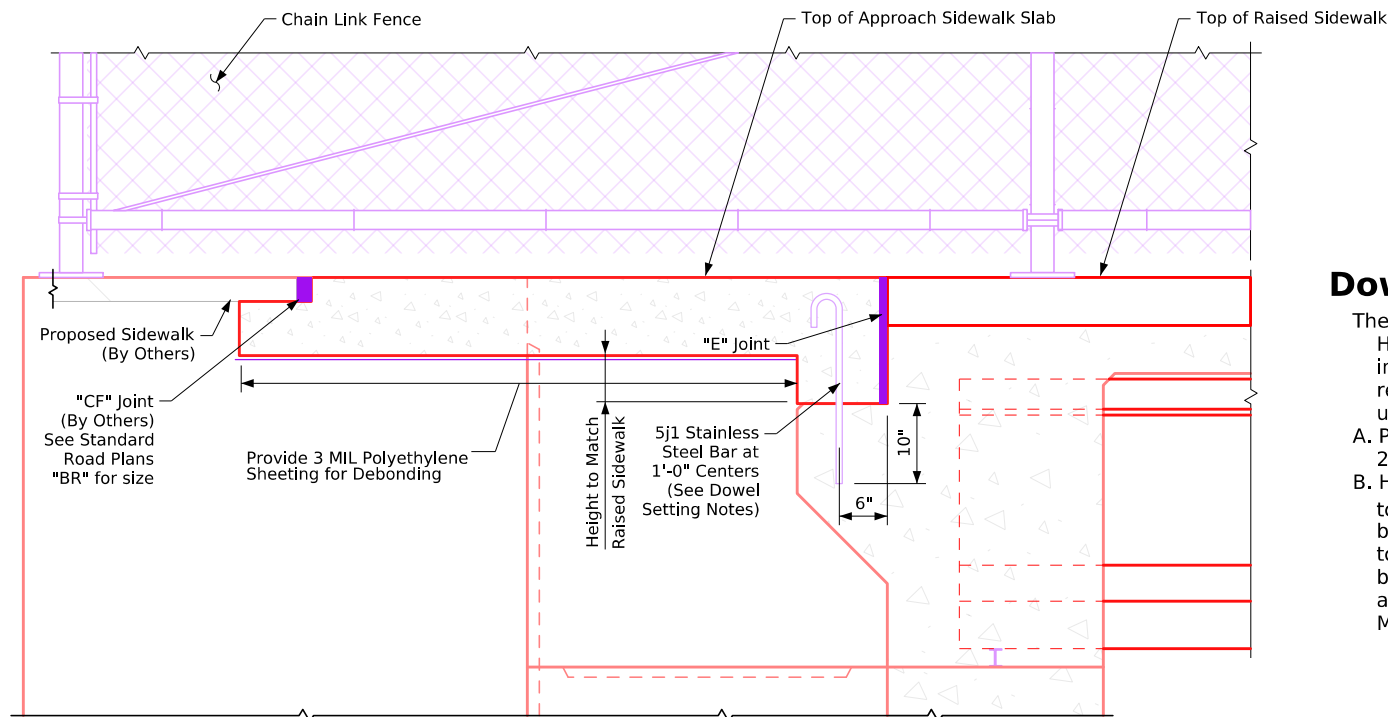 Chain Link Fence
Top of Approach Sidewalk Slab
Top of Raised Sidewalk
Proposed Sidewalk
(By Others)
"CF" Joint
(By Others)
See Standard
Road Plans
"BR" for size
Provide 3 MIL Polyethylene
Sheeting for Debonding
Height to Match
Raised Sidewalk
"E" Joint
5j1 Stainless
Steel Bar at
1'-0" Centers
(See Dowel
Setting Notes)
10"
6"
The
A. P
2
B. H
to
b
to
b
a
M